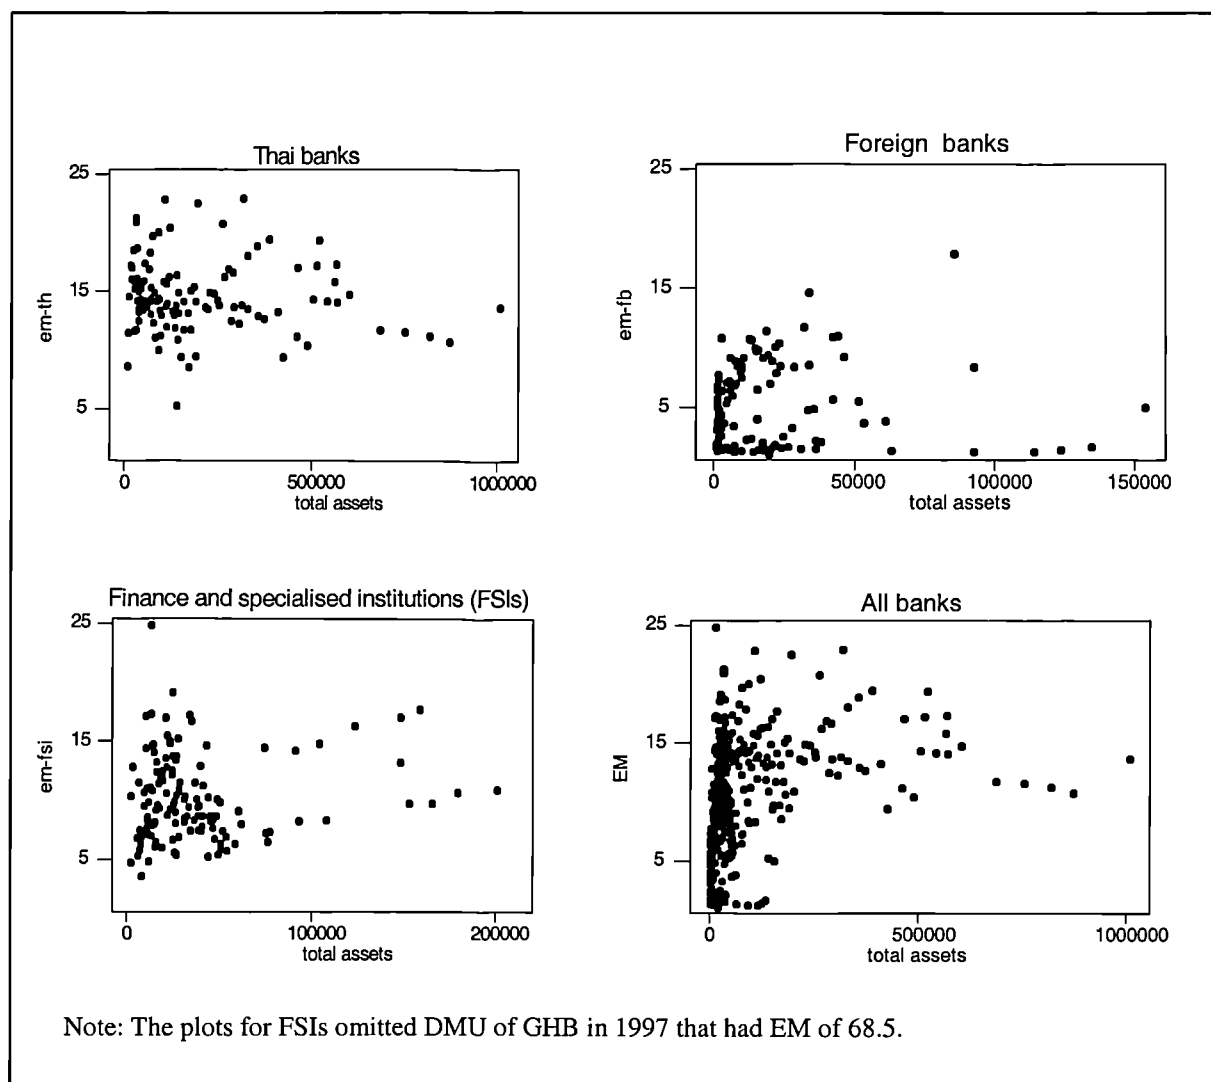 Thai banks
25
15
5
em-th
0
500000
1000000
total assets
Foreign banks
25
15
5
em-fb
0
50000
100000
150000
total assets
Finance and specialised institutions (FSIs)
25
15
5
em-fsi
0
100000
200000
total assets
All banks
25
15
5
EM
0
500000
1000000
total assets
Note: The plots for FSIs omitted DMU of GHB in 1997 that had EM of 68.5.